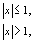 |x| ≤ 1,
|x| > 1,